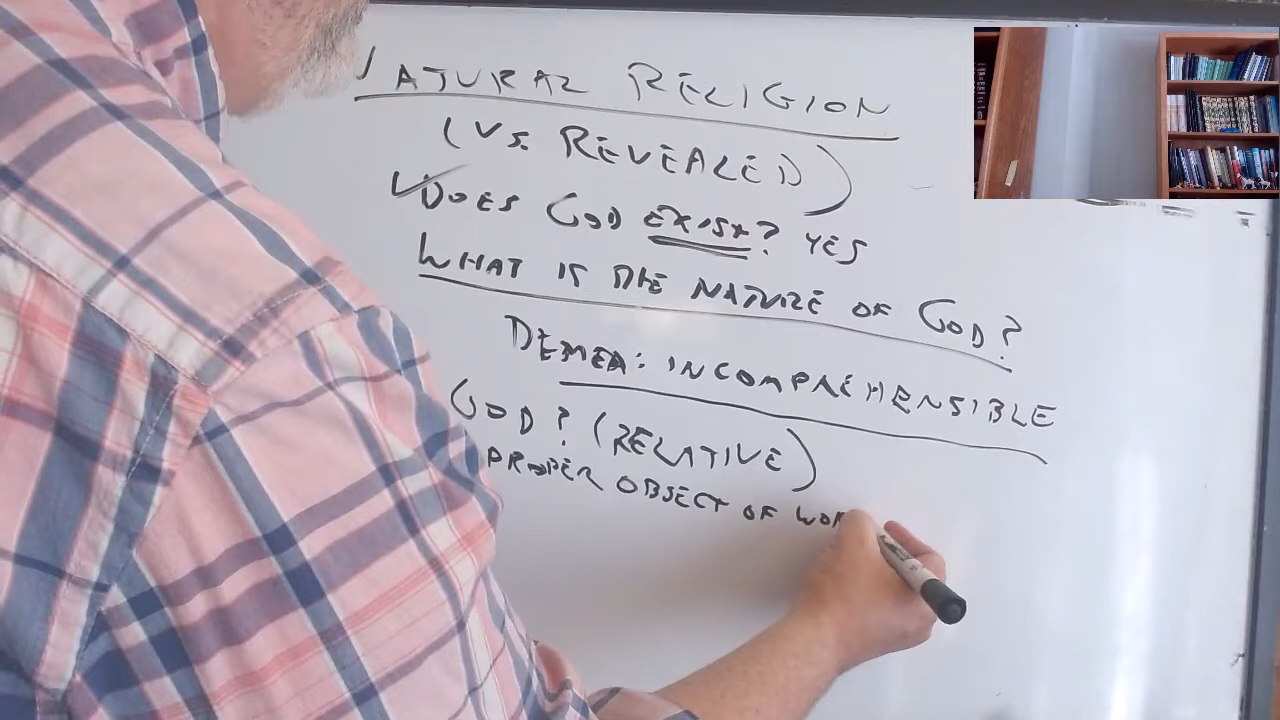 NATURAL RELIGION
(VS. REVEALED)
✓DOES GOD EXIST? YES
WHAT IS THE NATURE OF GOD?
DEMEA: INCOMPREHENSIBLE
GOD? (RELATIVE)
PROPER OBJECT OF WOR